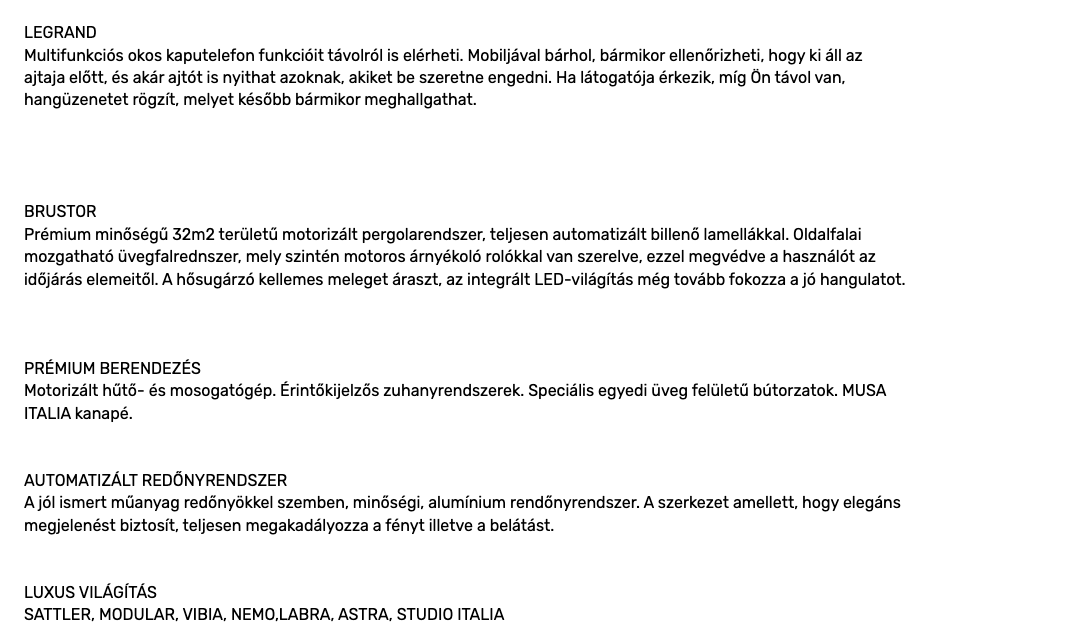 LEGRAND
Multifunkciós okos kaputelefon funkcióit távolról is elérheti. Mobiljával bárhol, bármikor ellenőrizheti, hogy ki áll az
ajtaja előtt, és akár ajtót is nyithat azoknak, akiket be szeretne engedni. Ha látogatója érkezik, míg Ön távol van,
hangüzenetet rögzít, melyet később bármikor meghallgathat.
BRUSTOR
Prémium minőségű 32m2 területű motorizált pergolarendszer, teljesen automatizált billenő lamellákkal. Oldalfalai
mozgatható üvegfalrednszer, mely szintén motoros árnyékoló rolókkal van szerelve, ezzel megvédve a használót az
időjárás elemeitől. A hősugárzó kellemes meleget áraszt, az integrált LED-világítás még tovább fokozza a jó hangulatot.
PRÉMIUM BERENDEZÉS
Motorizált hűtő- és mosogatógép. Érintőkijelzős zuhanyrendszerek. Speciális egyedi üveg felületű bútorzatok. MUSA
ITALIA kanapé.
AUTOMATIZÁLT REDŐNYRENDSZER
A jól ismert műanyag redőnyökkel szemben, minőségi, alumínium rendőnyrendszer. A szerkezet amellett, hogy elegáns
megjelenést biztosít, teljesen megakadályozza a fényt illetve a belátást.
LUXUS VILÁGÍTÁS
SATTLER, MODULAR, VIBIA, NEMO,LABRA, ASTRA, STUDIO ITALIA